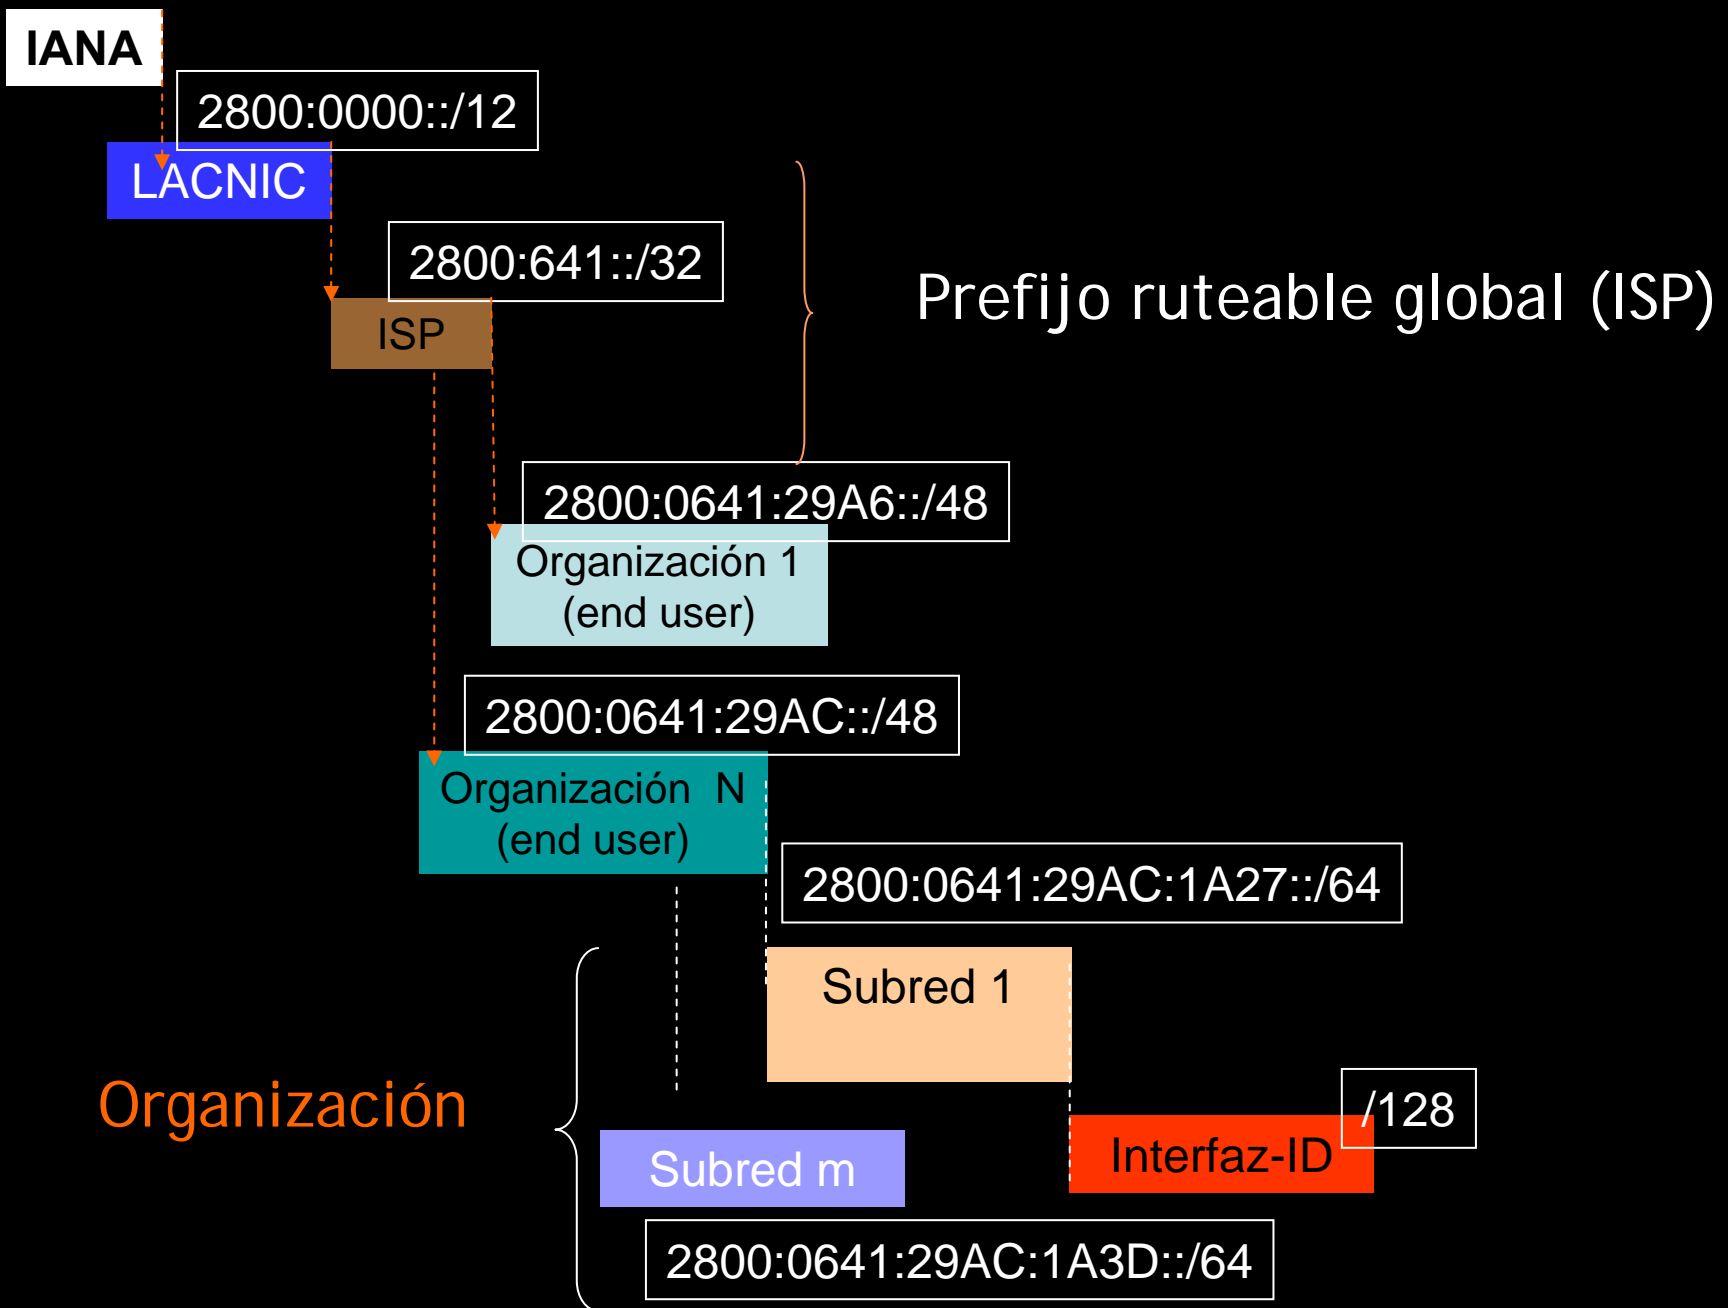 IANA
2800:0000::/12
LACNIC
2800:641::/32
Prefijo ruteable global (ISP)
ISP
2800:0641:29A6::/48
Organización 1
(end user)
2800:0641:29AC::/48
Organización N
(end user)
2800:0641:29AC:1A27::/64
Subred 1
Organización
/128
Interfaz-ID
Subred m
2800:0641:29AC:1A3D::/64